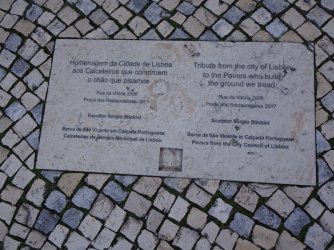 Homenagem da Cidade de Lisboa
aos Calceteiros que constroem
o chão que pisamos
Rua da Vitória 2006
Praça dos Restauradores 2017
Escultor Sérgio Stichini
Barca de São Vicente em Calçada Portuguesa
Calceteiros da Câmara Municipal de Lisboa
Tribute from the city of Lisbon
to the Pavers who build
the ground we tread
Rua da Vitória 2006
Praça dos Restauradores 2017
Sculptor Sérgio Stichini
Barca de São Vicente in Calçada Portuguesa
Pavers from the City Council of Lisbon